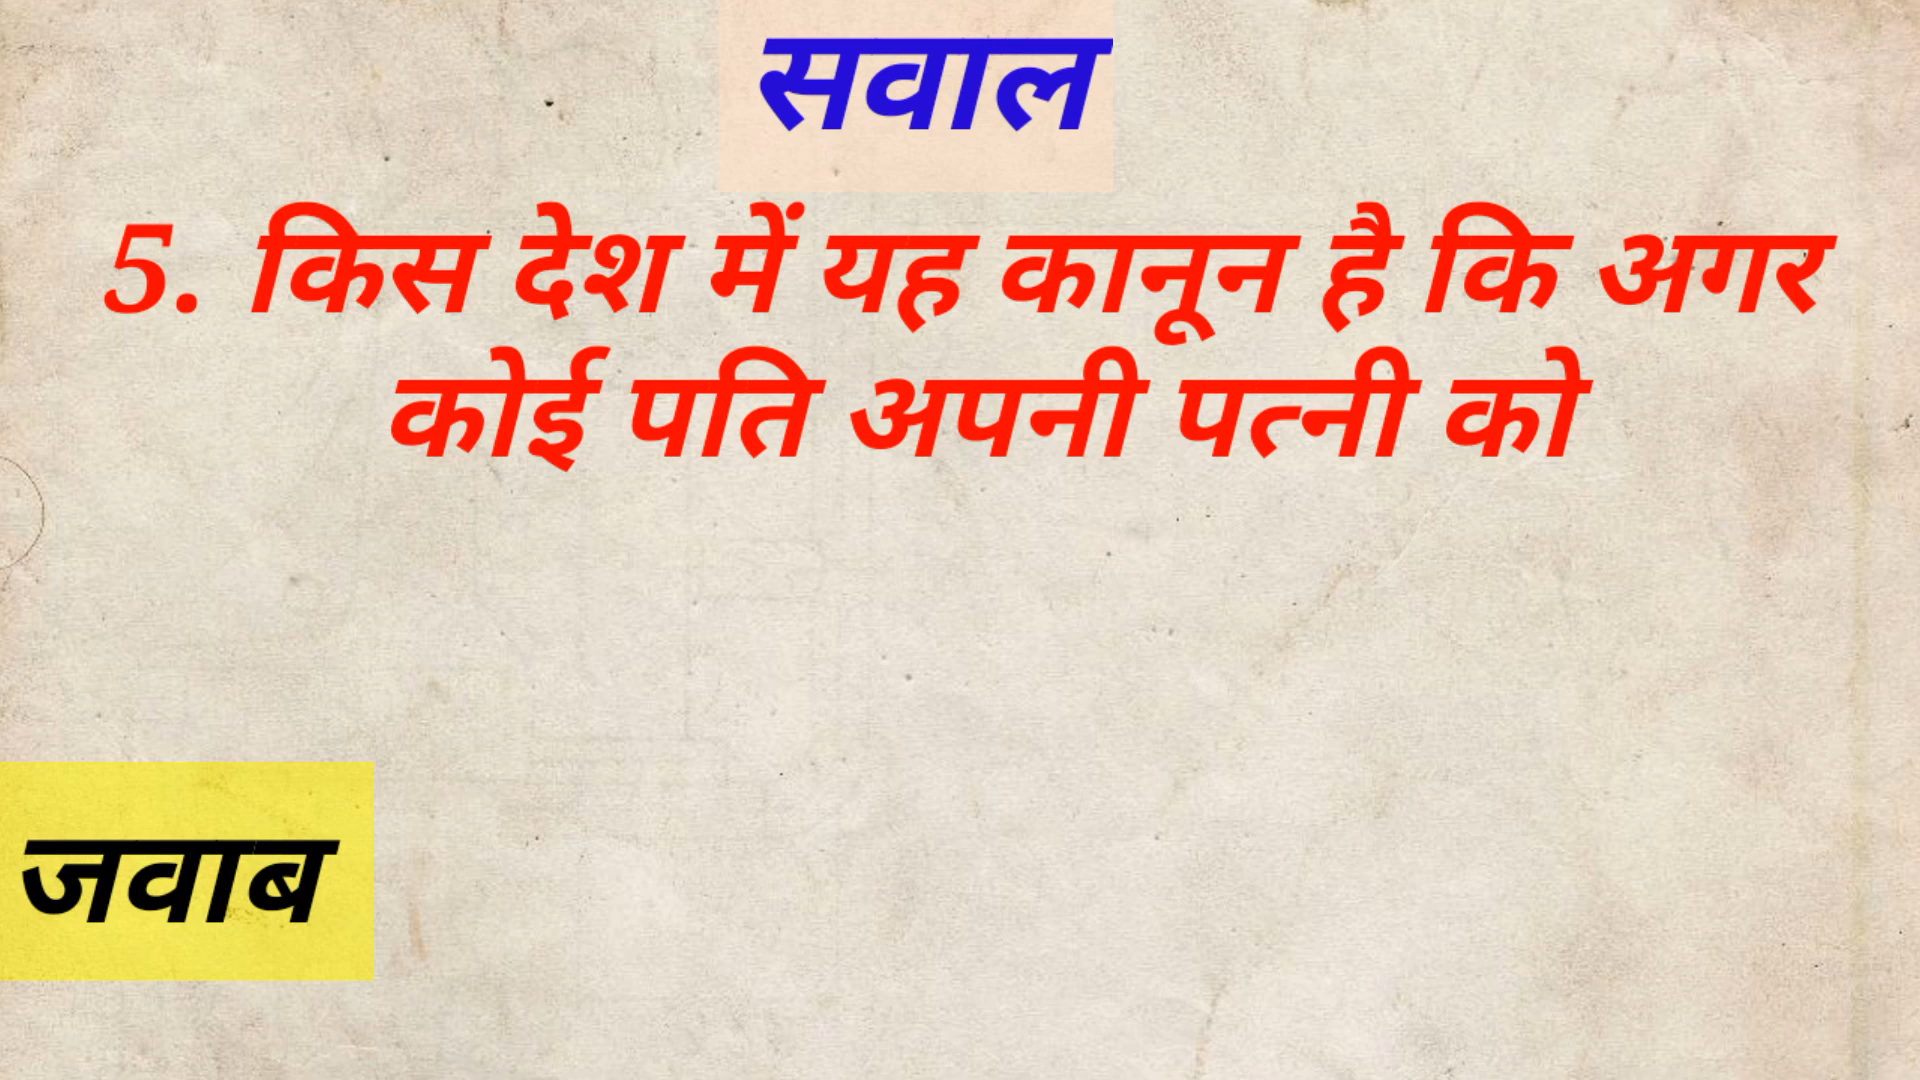 सवाल
5. किस देश में यह कानून है कि अगर
कोई पति अपनी पत्नी को
जवाब